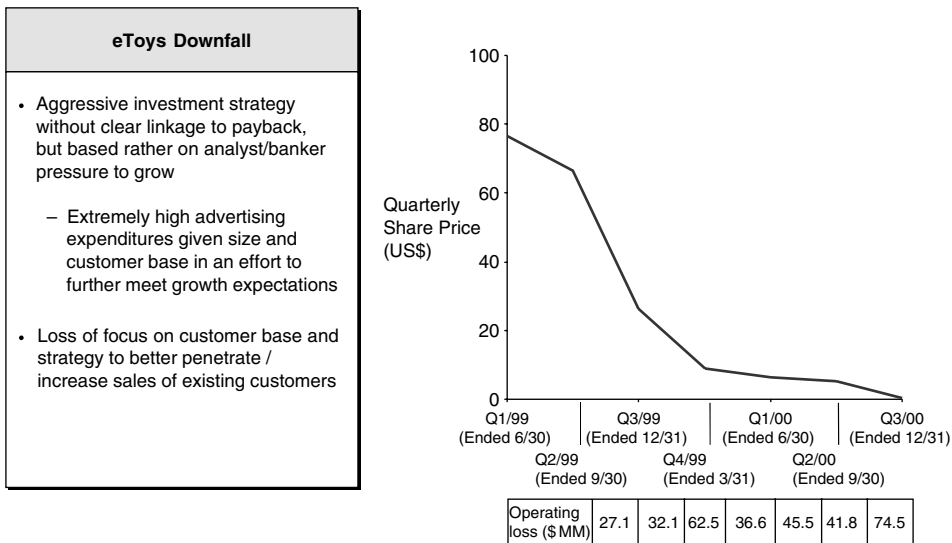 eToys Downfall
• Aggressive investment strategy
without clear linkage to payback,
but based rather on analyst/banker
pressure to grow
– Extremely high advertising
expenditures given size and
customer base in an effort to
further meet growth expectations
• Loss of focus on customer base and
strategy to better penetrate /
increase sales of existing customers
Quarterly
Share Price
(US$)
100
80
60
40
20
0
Q1/99 Q3/99 Q1/00 Q3/00
(Ended 6/30) (Ended 12/31) (Ended 6/30) (Ended 12/31)
Q2/99 Q4/99 Q2/00
(Ended 9/30) (Ended 3/31) (Ended 9/30)
Operating
loss ($MM) 27.1 32.1 62.5 36.6 45.5 41.8 74.5